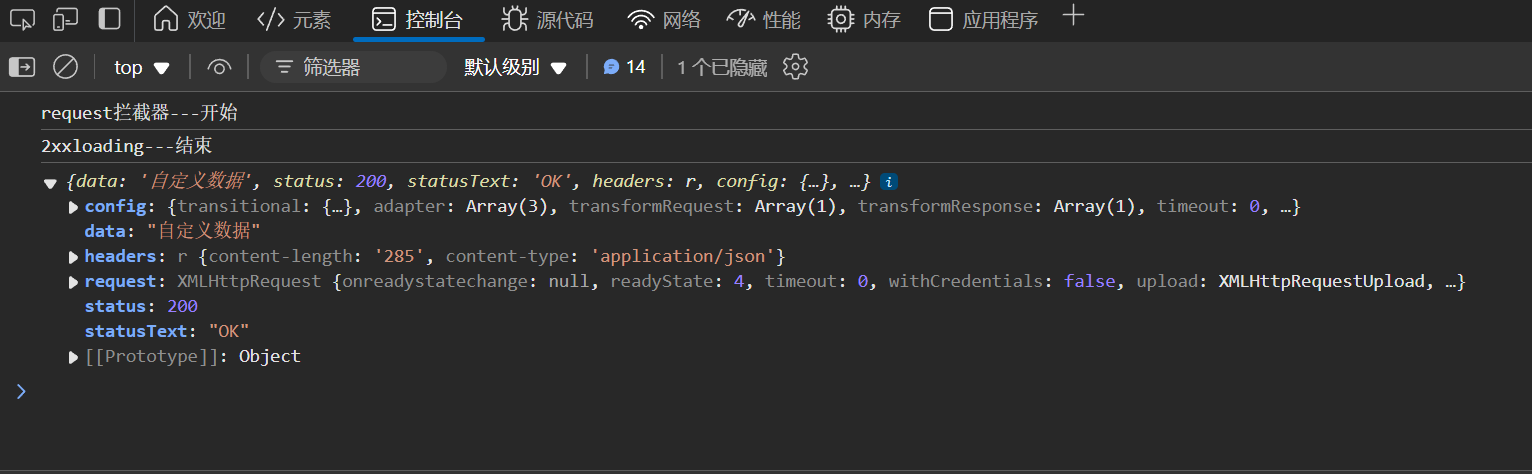 欢迎 </> 元素 控制台 源代码 网络 性能 内存 应用程序
top 筛选器 默认级别 14 1 个已隐藏
request拦截器---开始
2xxloading---结束
{data: '自定义数据', status: 200, statusText: 'OK', headers: r, config: {…}, …} i
config: {transitional: {…}, adapter: Array(3), transformRequest: Array(1), transformResponse: Array(1), timeout: 0, …}
data: "自定义数据"
headers: r {content-length: '285', content-type: 'application/json'}
request: XMLHttpRequest {onreadystatechange: null, readyState: 4, timeout: 0, withCredentials: false, upload: XMLHttpRequestUpload, …}
status: 200
statusText: "OK"
[[Prototype]]: Object